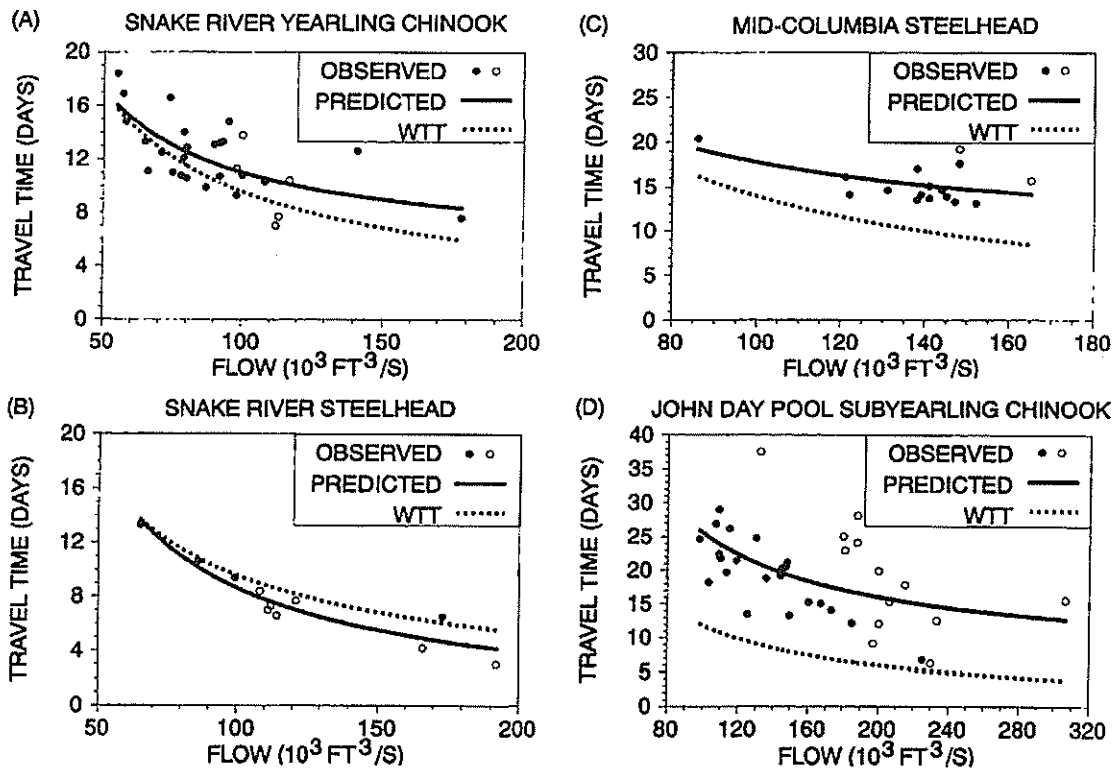 (A) SNAKE RIVER YEARLING CHINOOK
20
16
12
8
4
0
TRAVEL TIME (DAYS)
OBSERVED
PREDICTED
WTT
50 100 150 200
FLOW (10³ FT³/S)
(C) MID-COLUMBIA STEELHEAD
30
25
20
15
10
5
0
TRAVEL TIME (DAYS)
OBSERVED
PREDICTED
WTT
80 100 120 140 160 180
FLOW (10³ FT³/S)
(B) SNAKE RIVER STEELHEAD
20
16
12
8
4
0
TRAVEL TIME (DAYS)
OBSERVED
PREDICTED
WTT
50 100 150 200
FLOW (10³ FT³/S)
(D) JOHN DAY POOL SUBYEARLING CHINOOK
40
35
30
25
20
15
10
5
0
TRAVEL TIME (DAYS)
OBSERVED
PREDICTED
WTT
80 120 160 200 240 280 320
FLOW (10³ FT³/S)